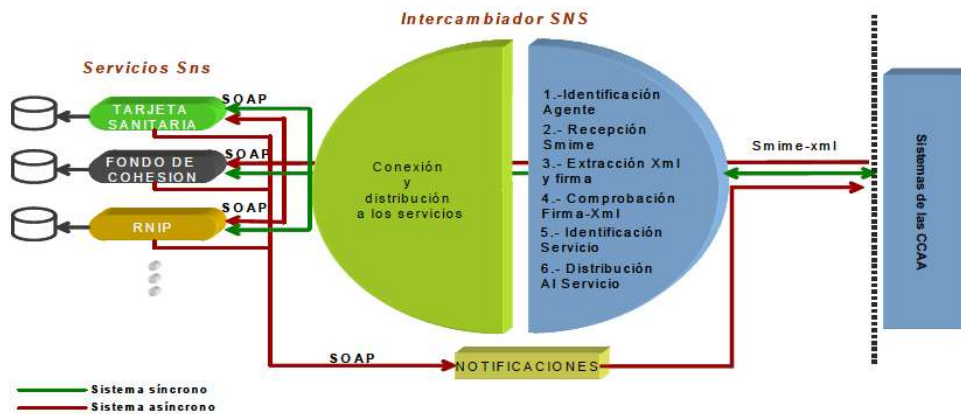 Intercambiador SNS
Servicios Sns
SOAP
TARJETA
SANITARIA
SOAP
FONDO DE
COHESION
SOAP
RNIP
Conexión
y
distribución
a los servicios
1.-Identificación
Agente
2.- Recepción
Smime
3.- Extracción Xml
y firma
4.- Comprobación
Firma-Xml
5.- Identificación
Servicio
6.- Distribución
Al Servicio
Smime-xml
Sistemas de las CCAA
SOAP
NOTIFICACIONES
Sistema síncrono
Sistema asíncrono